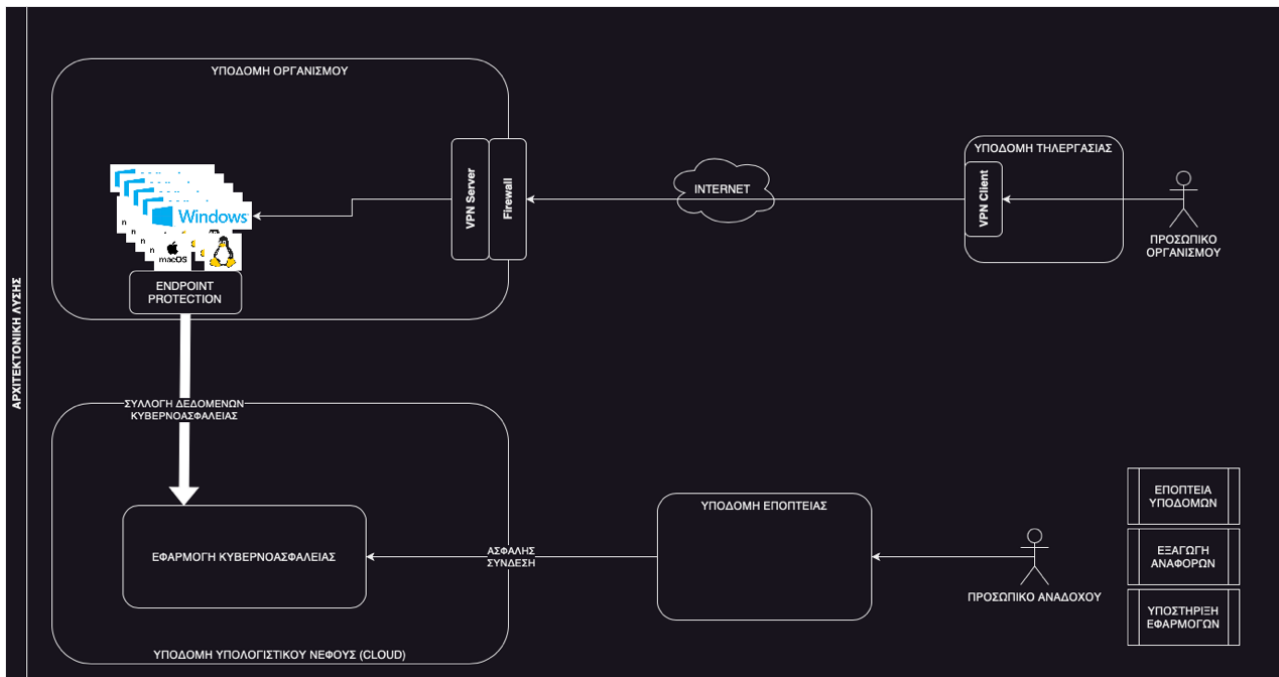 ΑΡΧΙΤΕΚΤΟΝΙΚΗ ΛΥΣΗΣ
ΥΠΟΔΟΜΗ ΟΡΓΑΝΙΣΜΟΥ
Windows
macOS
ENDPOINT
PROTECTION
VPN Server
Firewall
INTERNET
ΥΠΟΔΟΜΗ ΤΗΛΕΡΓΑΣΙΑΣ
VPN Client
ΠΡΟΣΩΠΙΚΟ
ΟΡΓΑΝΙΣΜΟΥ
ΣΥΛΛΟΓΗ ΔΕΔΟΜΕΝΩΝ
ΚΥΒΕΡΝΟΑΣΦΑΛΕΙΑΣ
ΕΦΑΡΜΟΓΗ ΚΥΒΕΡΝΟΑΣΦΑΛΕΙΑΣ
ΥΠΟΔΟΜΗ ΥΠΟΛΟΓΙΣΤΙΚΟΥ ΝΕΦΟΥΣ (CLOUD)
ΑΣΦΑΛΗΣ
ΣΥΝΔΕΣΗ
ΥΠΟΔΟΜΗ ΕΠΟΠΤΕΙΑΣ
ΠΡΟΣΩΠΙΚΟ ΑΝΑΔΟΧΟΥ
ΕΠΟΠΤΕΙΑ
ΥΠΟΔΟΜΩΝ
ΕΞΑΓΩΓΗ
ΑΝΑΦΟΡΩΝ
ΥΠΟΣΤΗΡΙΞΗ
ΕΦΑΡΜΟΓΩΝ